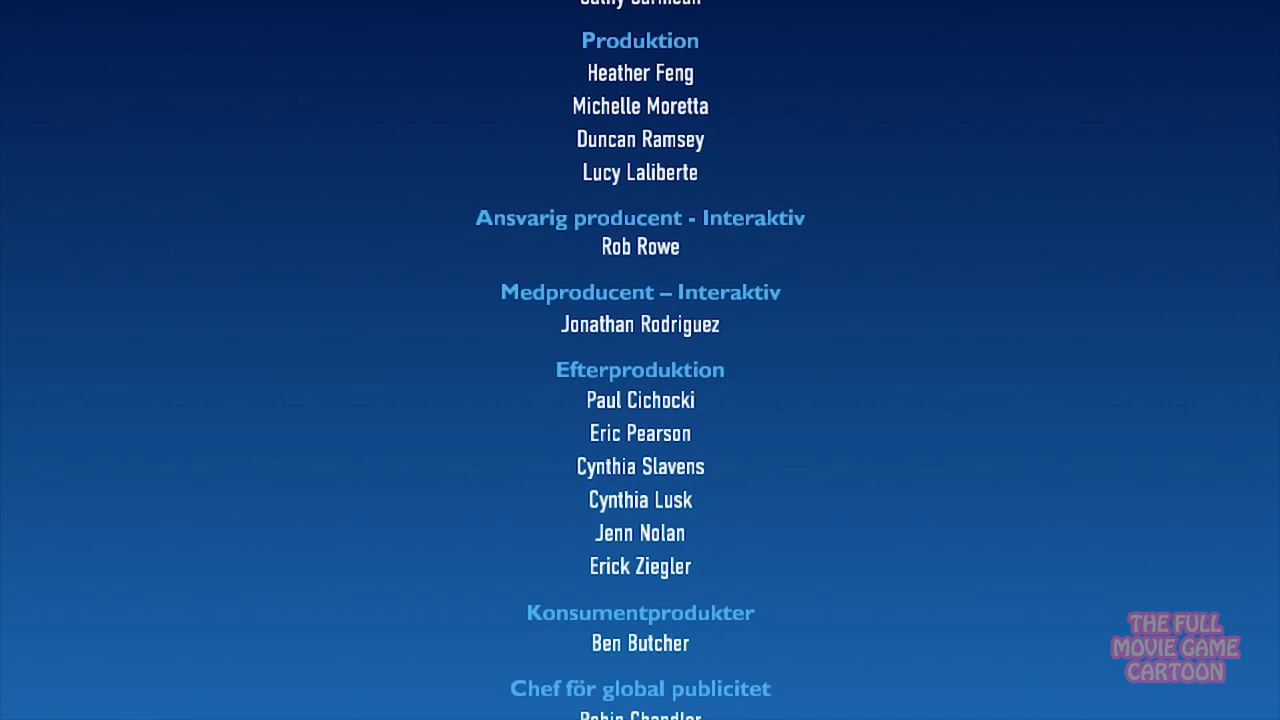 Produktion
Heather Feng
Michelle Moretta
Duncan Ramsey
Lucy Laliberte
Ansvarig producent - Interaktiv
Rob Rowe
Medproducent – Interaktiv
Jonathan Rodriguez
Efterproduktion
Paul Cichocki
Eric Pearson
Cynthia Slavens
Cynthia Lusk
Jenn Nolan
Erick Ziegler
Konsumentprodukter
Ben Butcher
Chef för global publicitet
Robin Chandler
THE FULL
MOVIE GAME
CARTOON